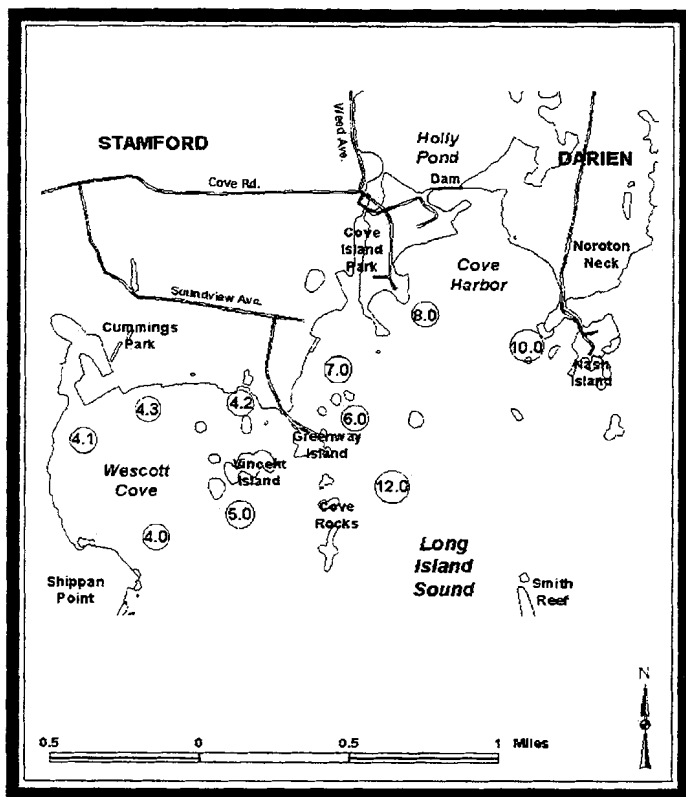 STAMFORD
Weed Ave.
Holly
Pond
DARIEN
Dam
Cove Rd.
Cove
Island
Park
Cove
Harbor
Noroton
Neck
Soundview Ave.
Cummings
Park
8.0
10.0
Nash
Island
7.0
4.3
4.2
6.0
4.1
Greenway
Island
Wescott
Cove
Vincent
Island
12.0
5.0
Cove
Rocks
4.0
Long
Island
Sound
Shippan
Point
Smith
Reef
N
0.5
0
0.5
1
Miles